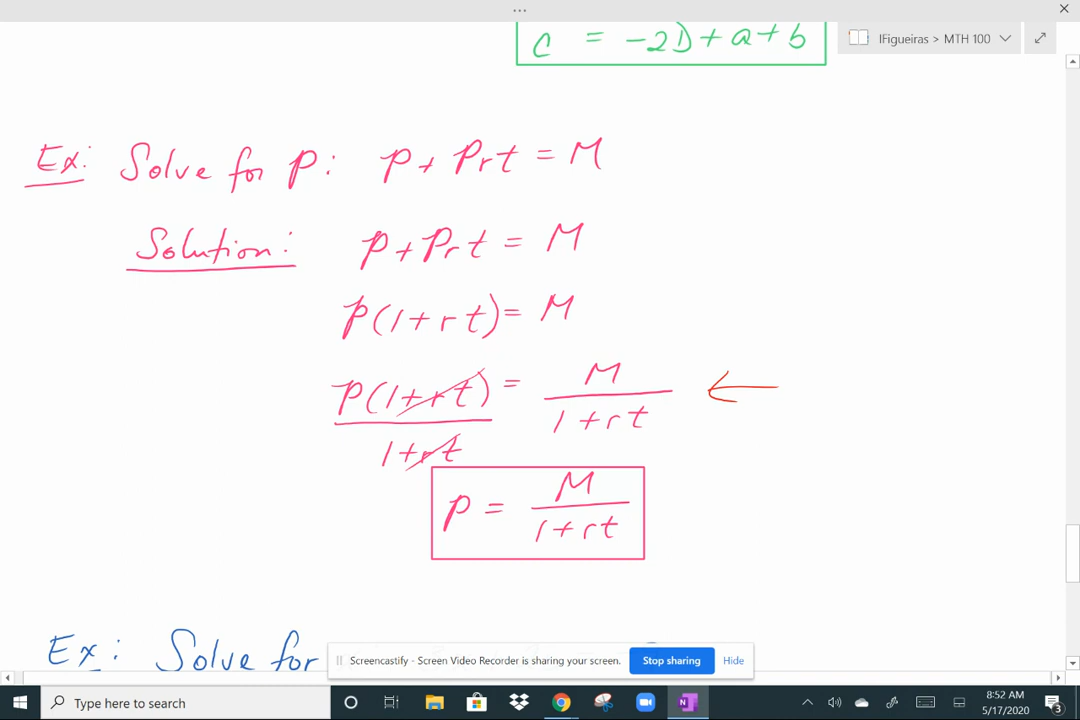 ...
C = -2D + a + b
IFigueiras > MTH 100
Ex: Solve for P: P + Prt = M
Solution: P + Prt = M
P(1 + rt) = M
P(1+rt)/1+rt = M/1+rt
P = M/1+rt
Ex: Solve for
Screencastify - Screen Video Recorder is sharing your screen. Stop sharing Hide
Type here to search
8:52 AM
5/17/2020
3